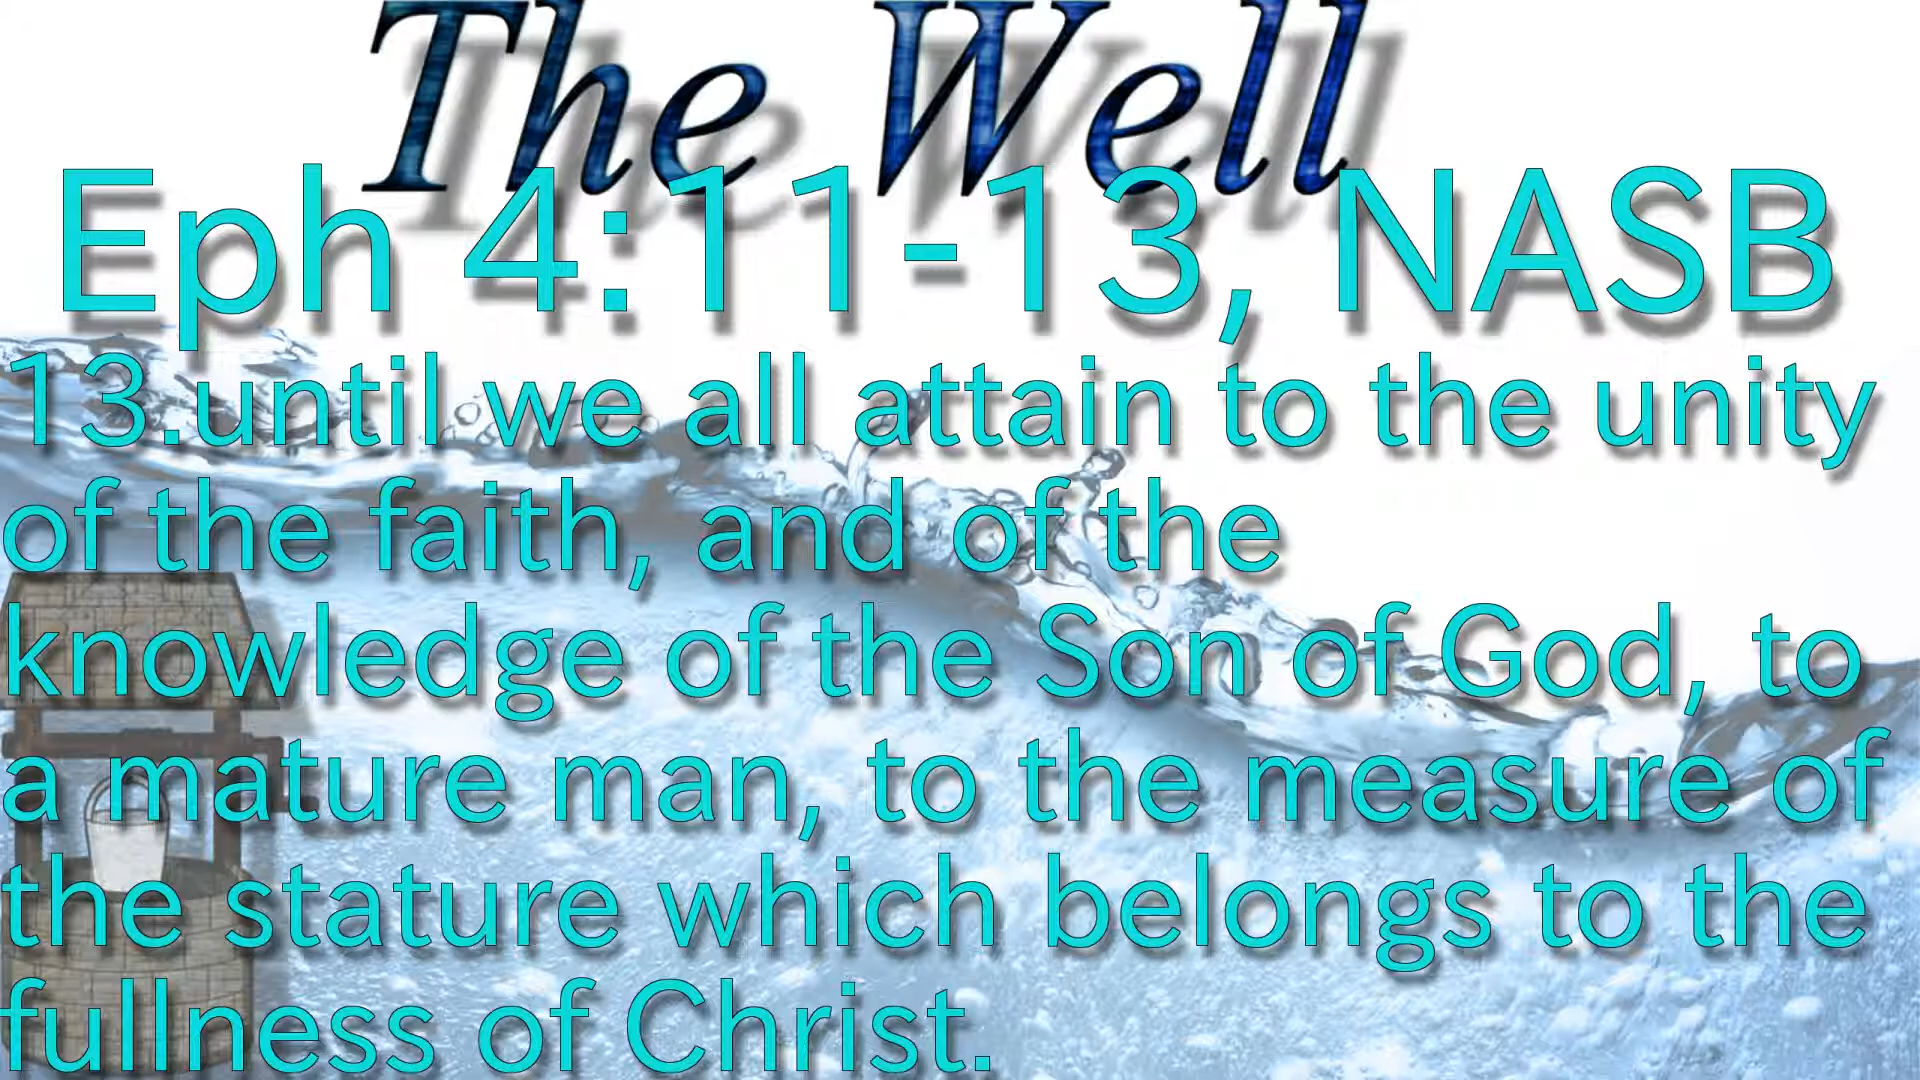 The Well
Eph 4:11-13, NASB
13.until we all attain to the unity
of the faith, and of the
knowledge of the Son of God, to
a mature man, to the measure of
the stature which belongs to the
fullness of Christ.